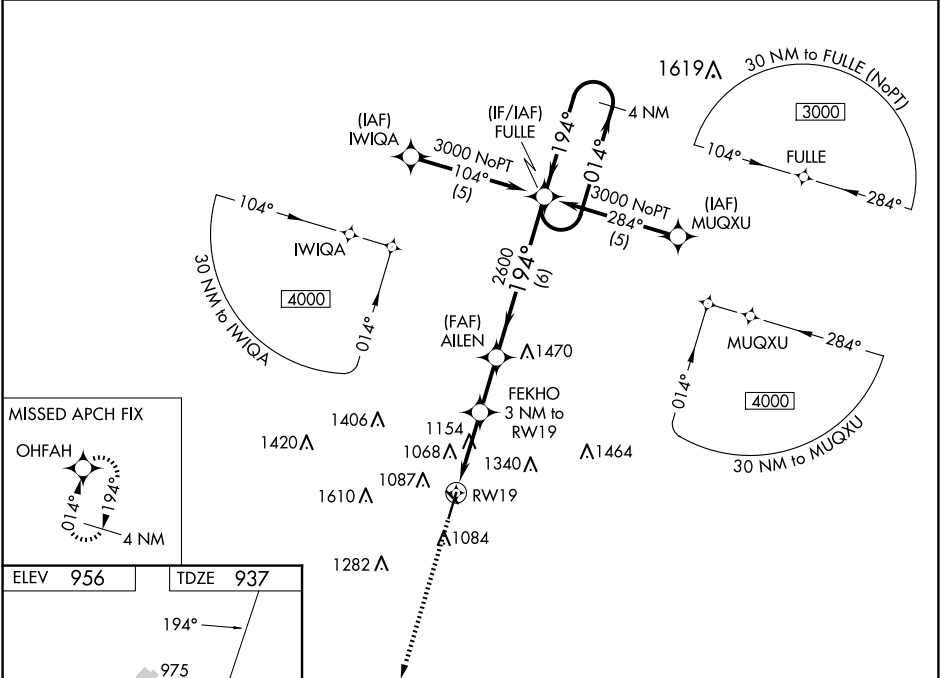 1619
30 NM to FULLE (NoPT)
3000
104°
FULLE
284°
4 NM
194°
014°
(IF/IAF)
FULLE
(IAF)
IWIQA
3000 NoPT
104°
(5)
3000 NoPT
284°
(5)
(IAF)
MUQXU
104°
IWIQA
4000
30 NM to IWIQA
014°
2600
194°
(6)
(FAF)
AILEN
1470
MUQXU
284°
014°
4000
30 NM to MUQXU
FEKHO
3 NM to
RW19
1406
1420
1154
1068
1340
1464
1087
1610
RW19
1084
1282
MISSED APCH FIX
OHFAH
014°
194°
4 NM
ELEV 956
TDZE 937
194°
975